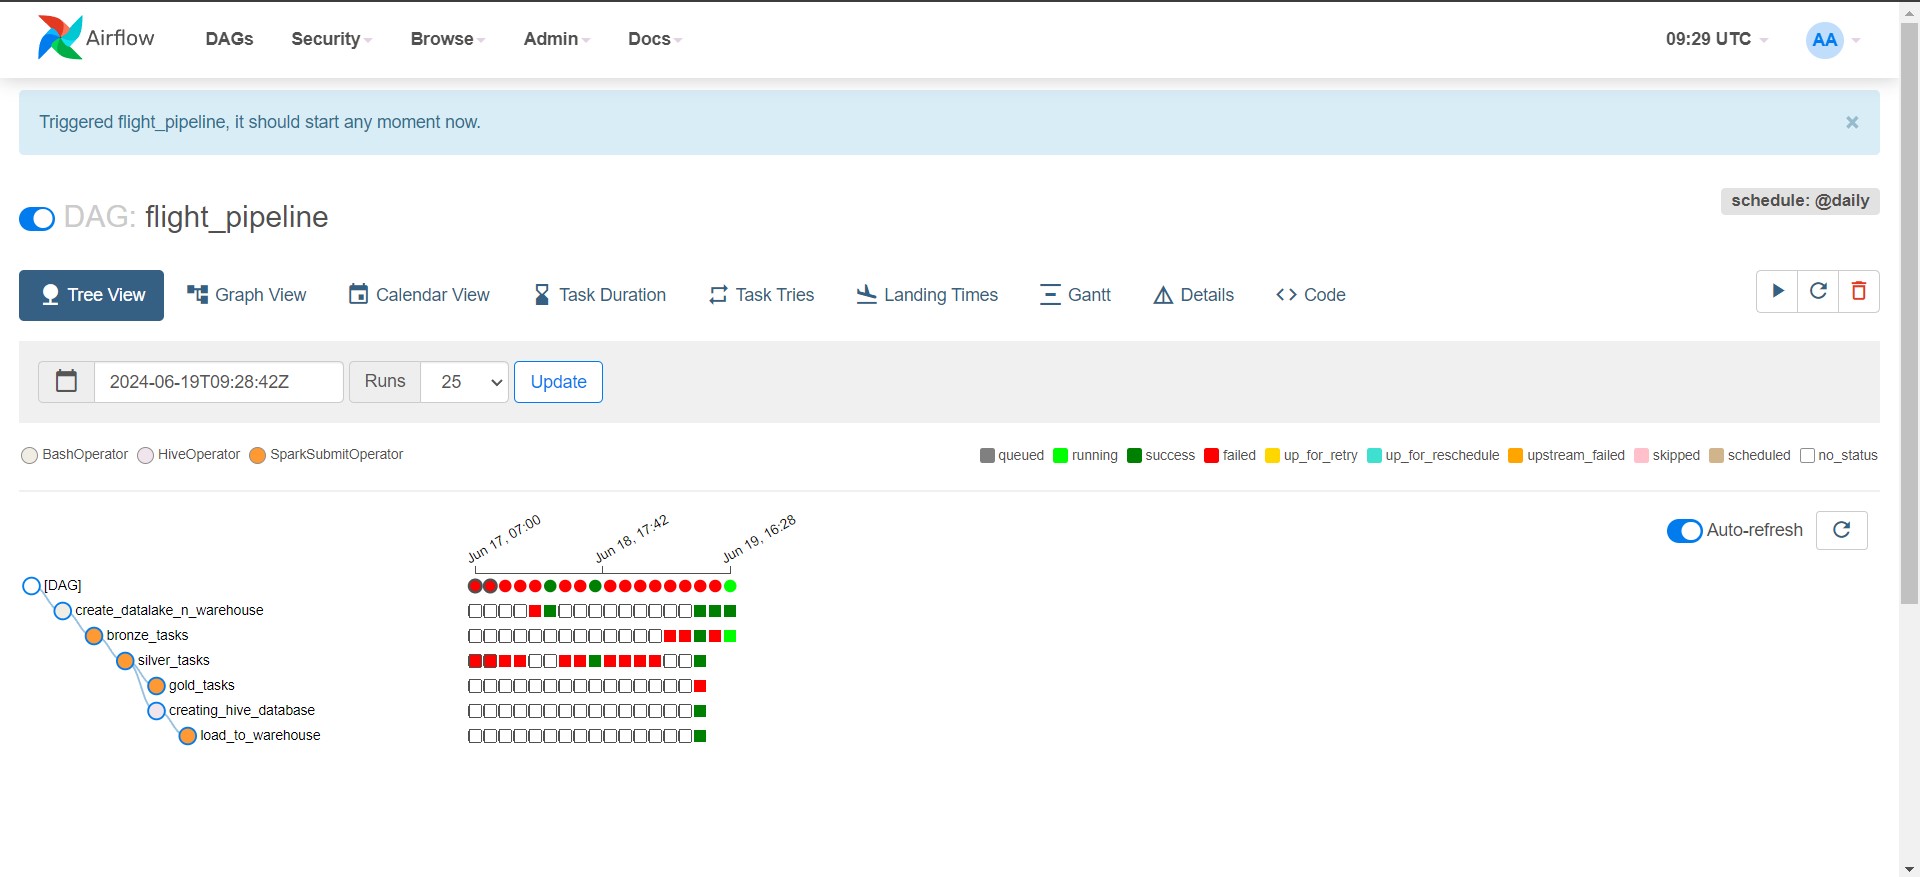 Airflow DAGs Security Browse Admin Docs 09:29 UTC AA
Triggered flight_pipeline, it should start any moment now. ×
schedule: @daily
DAG: flight_pipeline
Tree View Graph View Calendar View Task Duration Task Tries Landing Times Gantt Details Code
2024-06-19T09:28:42Z Runs 25 Update
BashOperator HiveOperator SparkSubmitOperator queued running success failed up_for_retry up_for_reschedule upstream_failed skipped scheduled no_status
Jun 17, 07:00 Jun 18, 17:42 Jun 19, 16:28
Auto-refresh
[DAG]
create_datalake_n_warehouse
bronze_tasks
silver_tasks
gold_tasks
creating_hive_database
load_to_warehouse